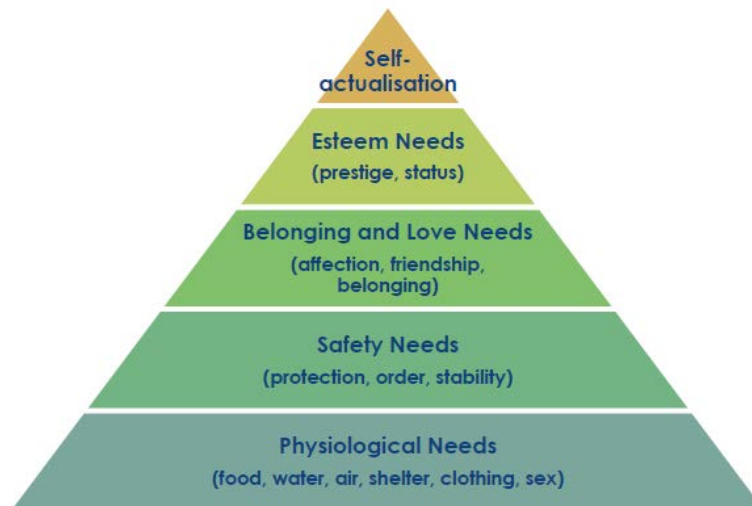 Self-
actualisation
Esteem Needs
(prestige, status)
Belonging and Love Needs
(affection, friendship,
belonging)
Safety Needs
(protection, order, stability)
Physiological Needs
(food, water, air, shelter, clothing, sex)